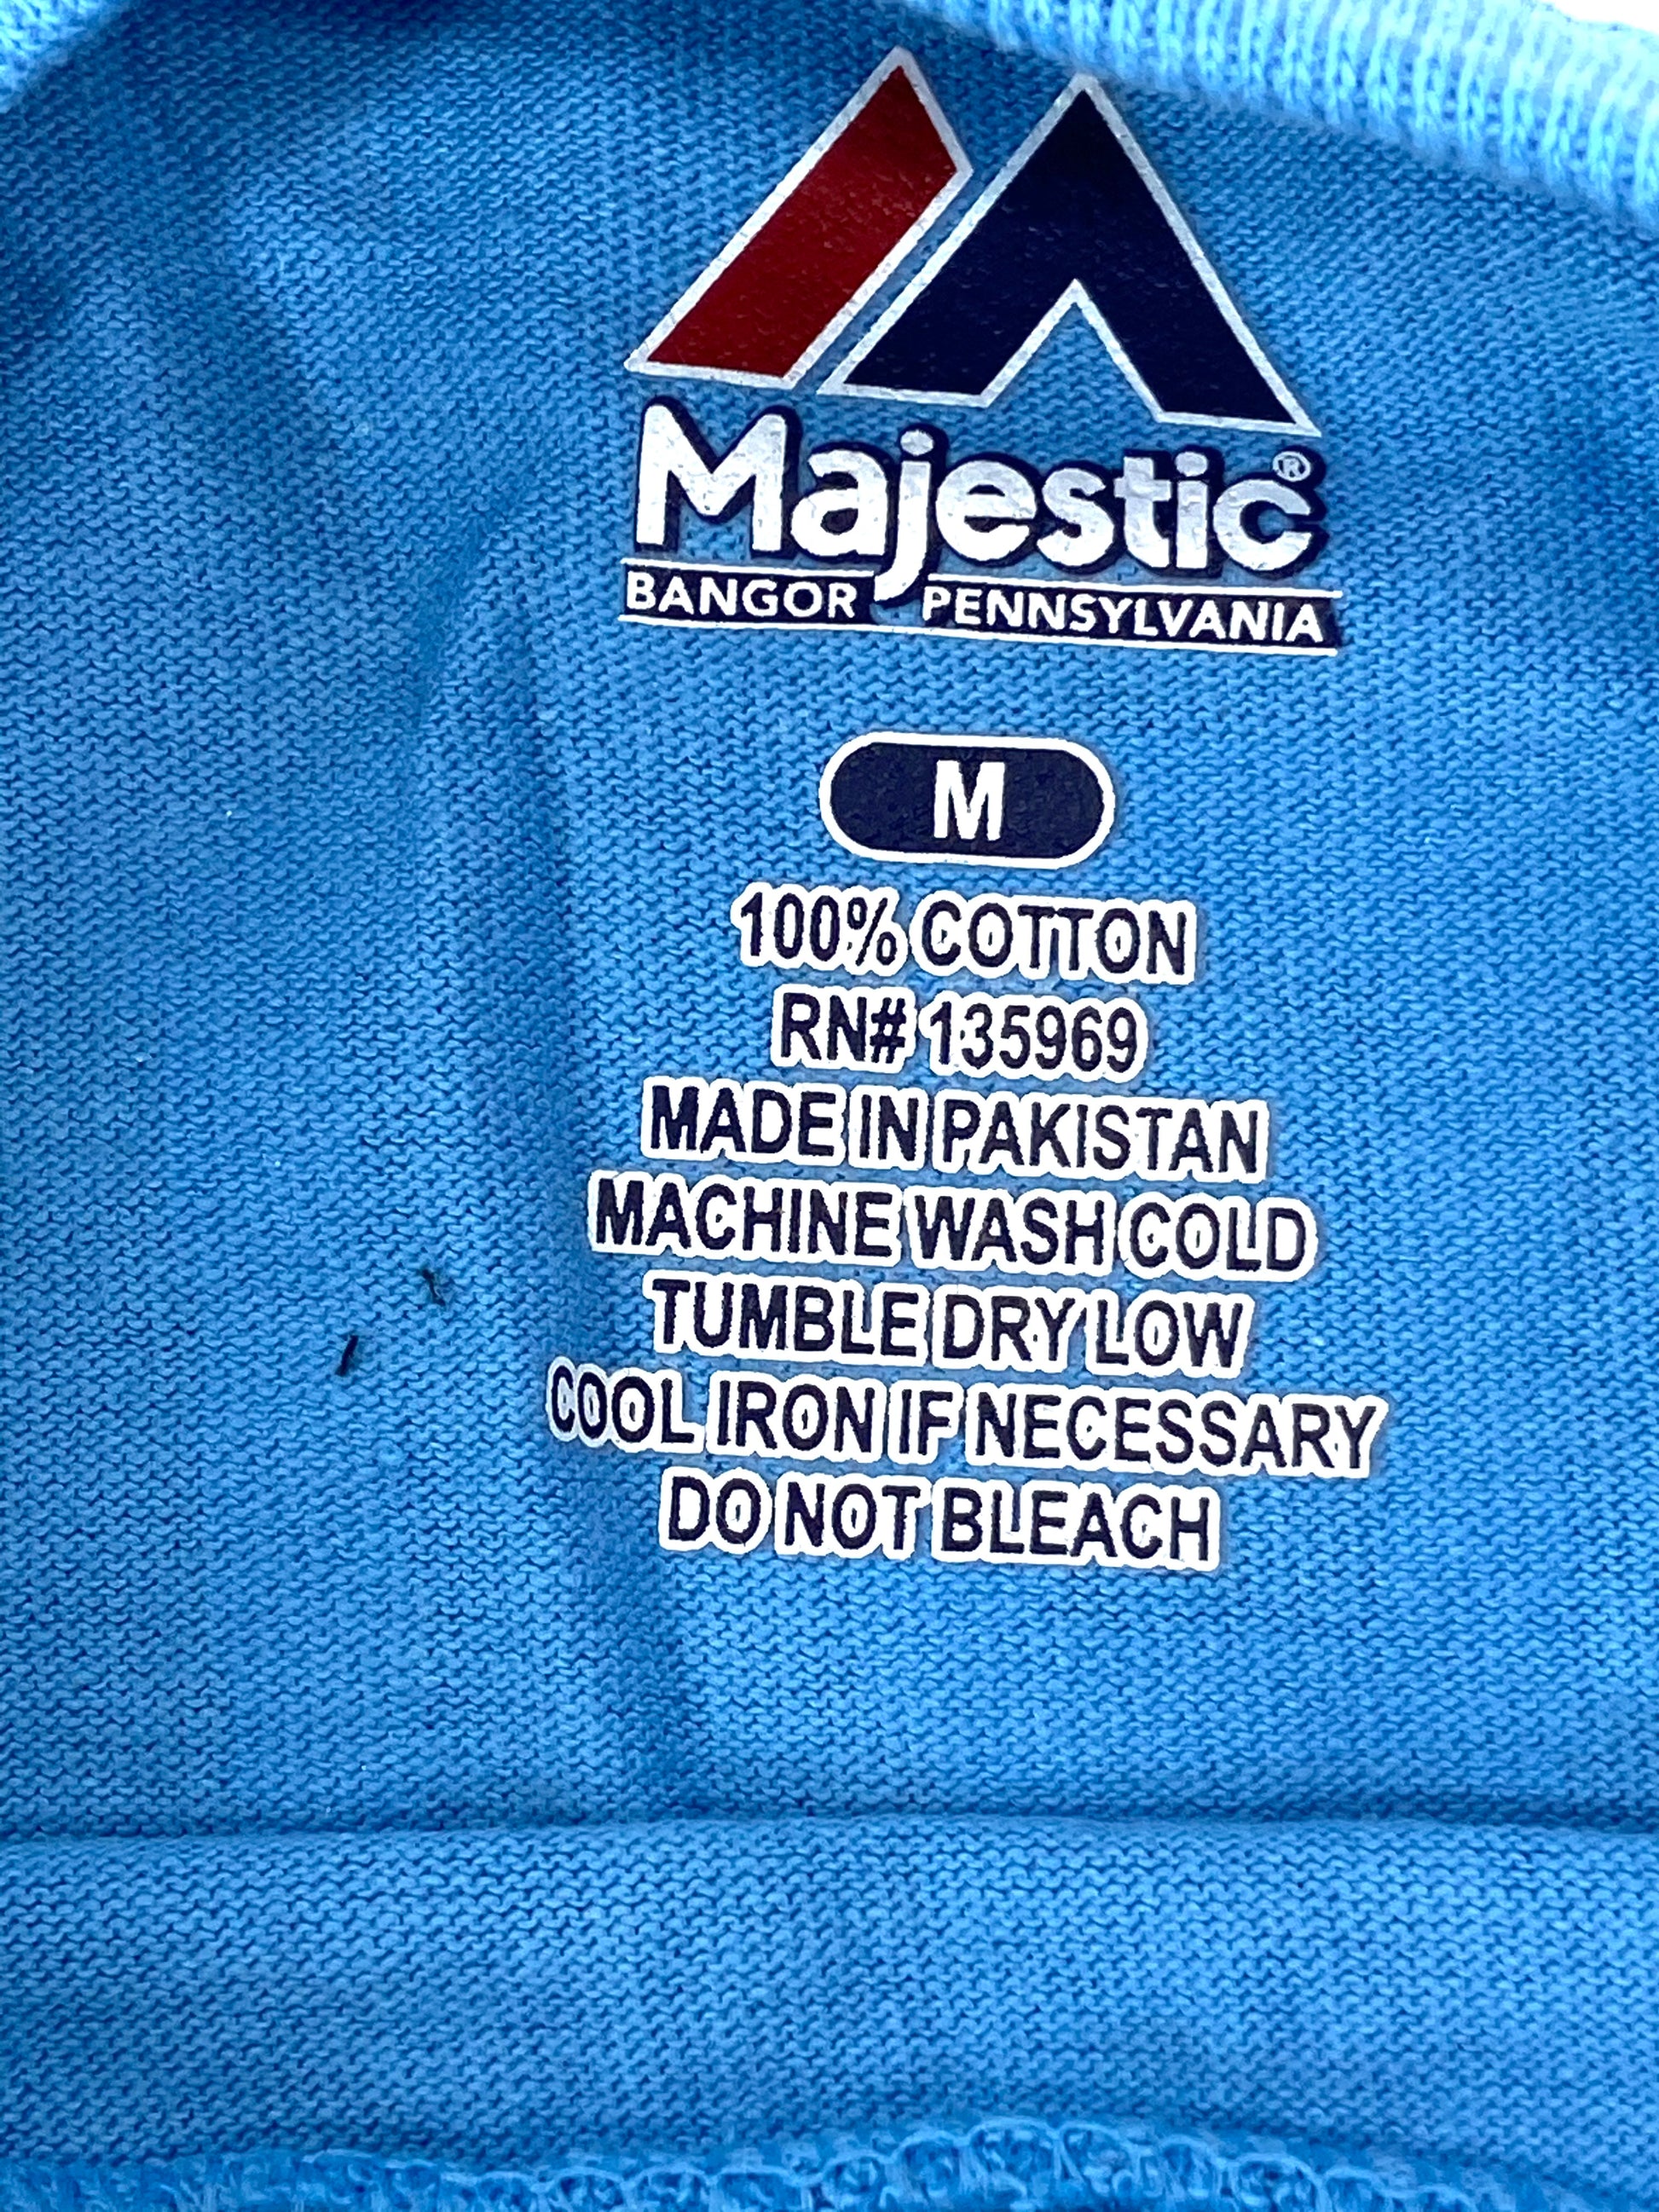 Majestic®
BANGOR PENNSYLVANIA
M
100% COTTON
RN# 135969
MADE IN PAKISTAN
MACHINE WASH COLD
TUMBLE DRY LOW
COOL IRON IF NECESSARY
DO NOT BLEACH